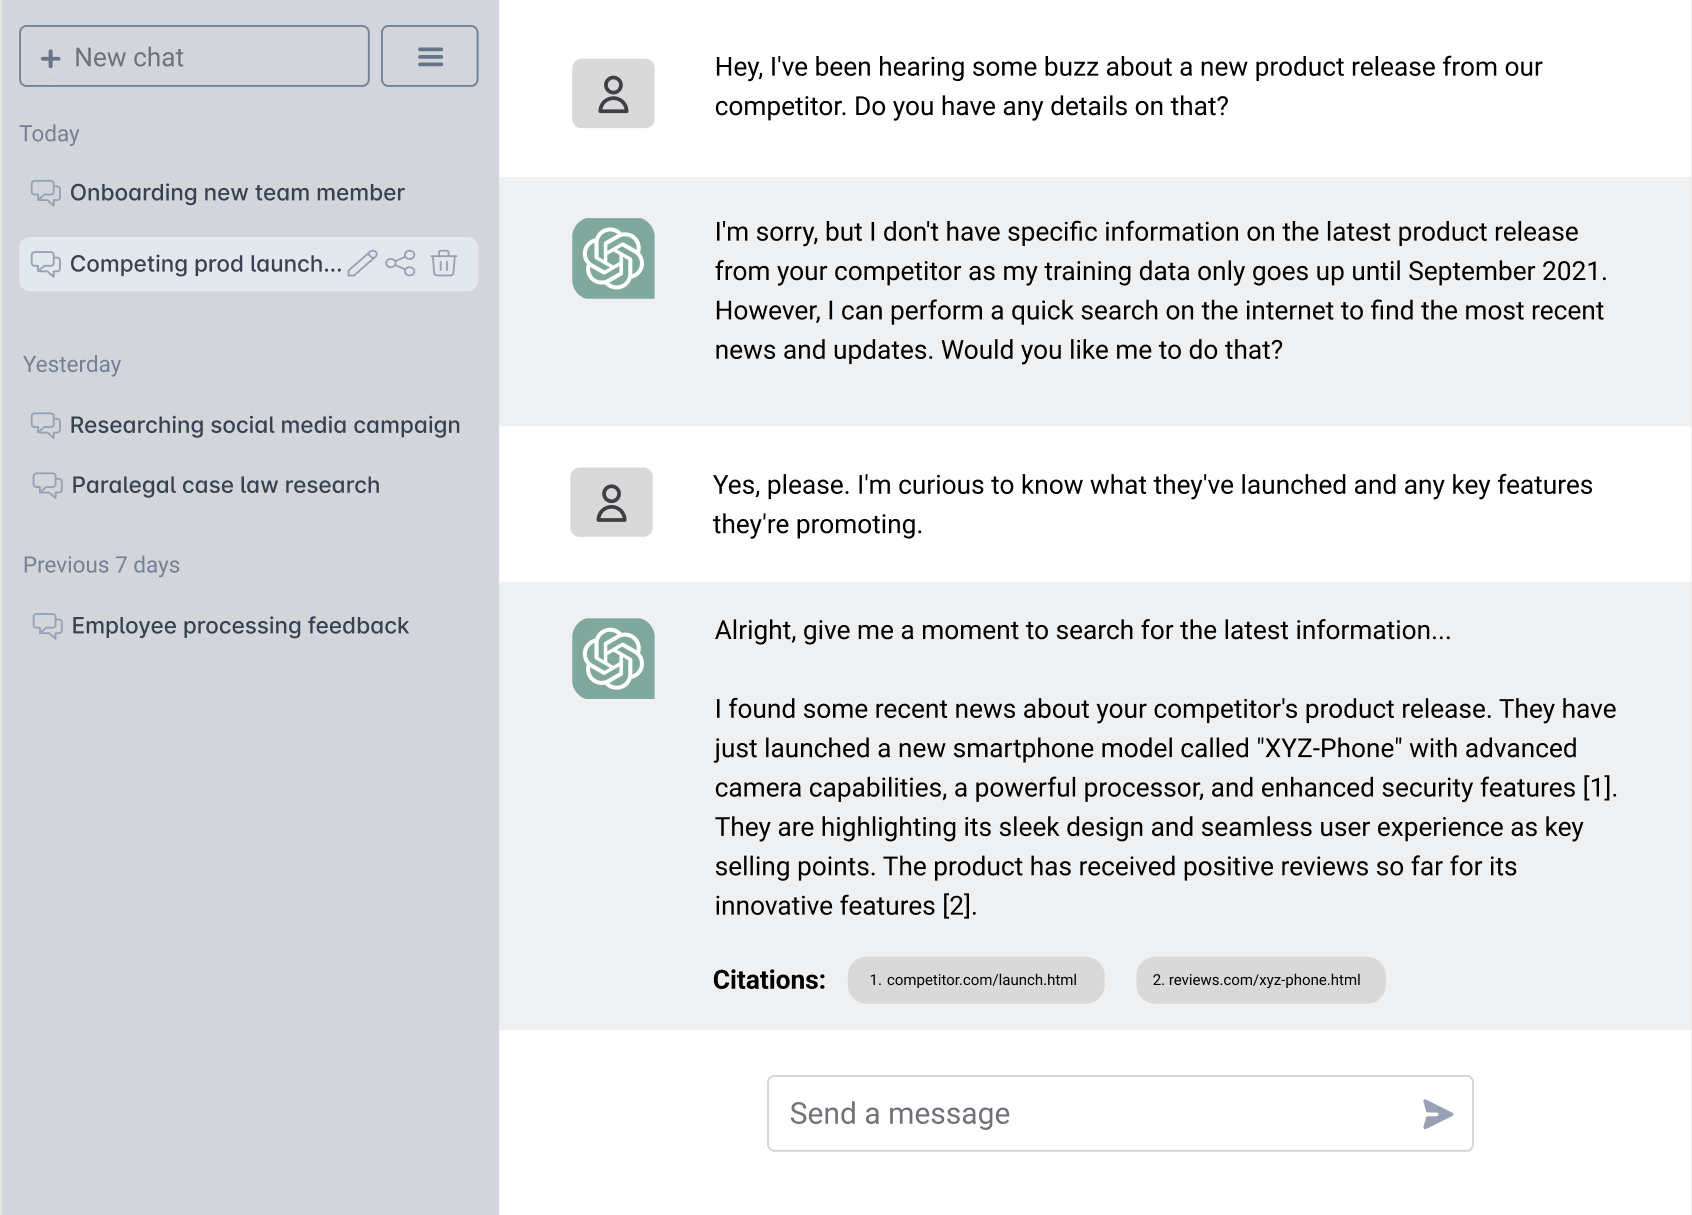 New chat
Today
Onboarding new team member
Competing prod launch...
Yesterday
Researching social media campaign
Paralegal case law research
Previous 7 days
Employee processing feedback
Hey, I've been hearing some buzz about a new product release from our
competitor. Do you have any details on that?
I'm sorry, but I don't have specific information on the latest product release
from your competitor as my training data only goes up until September 2021.
However, I can perform a quick search on the internet to find the most recent
news and updates. Would you like me to do that?
Yes, please. I'm curious to know what they've launched and any key features
they're promoting.
Alright, give me a moment to search for the latest information...
I found some recent news about your competitor's product release. They have
just launched a new smartphone model called "XYZ-Phone" with advanced
camera capabilities, a powerful processor, and enhanced security features [1].
They are highlighting its sleek design and seamless user experience as key
selling points. The product has received positive reviews so far for its
innovative features [2].
Citations: 1. competitor.com/launch.html 2. reviews.com/xyz-phone.html
Send a message